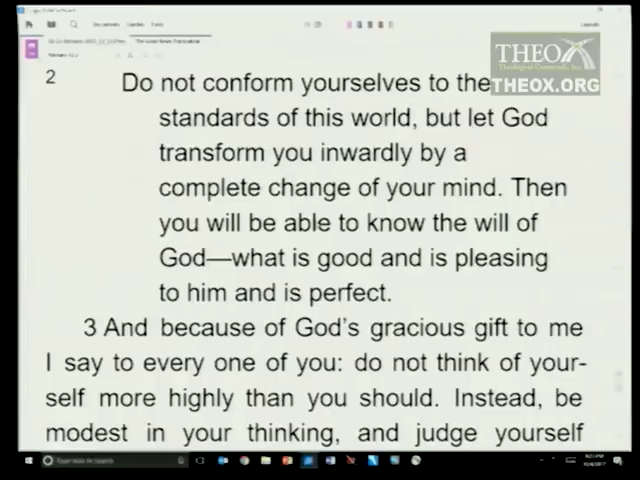 THEOX
THEOX.ORG
2
Do not conform yourselves to the
standards of this world, but let God
transform you inwardly by a
complete change of your mind. Then
you will be able to know the will of
God—what is good and is pleasing
to him and is perfect.
3 And because of God's gracious gift to me
I say to every one of you: do not think of your-
self more highly than you should. Instead, be
modest in your thinking, and judge yourself